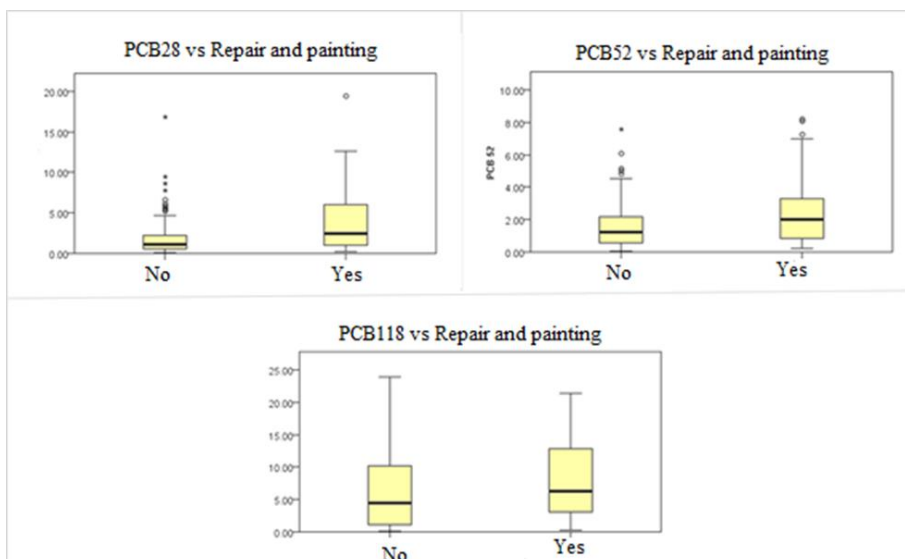 PCB28 vs Repair and painting
20.00
15.00
10.00
5.00
0.00
No Yes
PCB52 vs Repair and painting
PCB 52
10.00
8.00
6.00
4.00
2.00
0.00
No Yes
PCB118 vs Repair and painting
25.00
20.00
15.00
10.00
5.00
0.00
No Yes